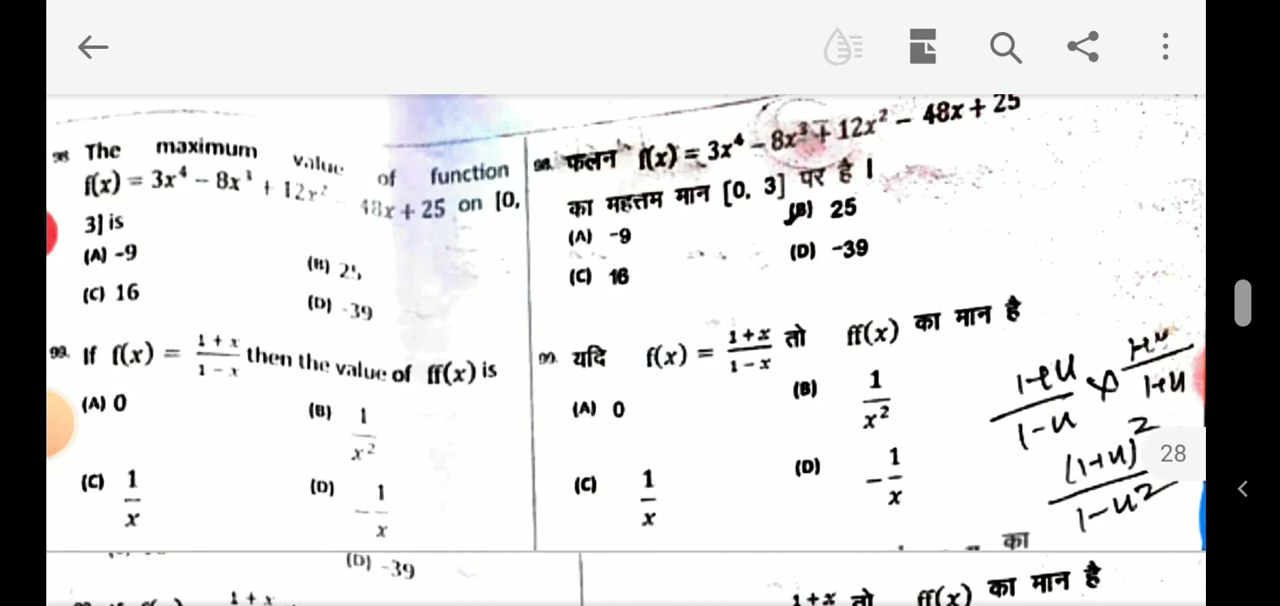 98. The maximum value of function
f(x) = 3x⁴ − 8x³ + 12x² − 48x + 25 on [0,
3] is
(A) -9
(B) 25
(C) 16
(D) -39
99. If f(x) = (1 + x)/(1 − x) then the value of ff(x) is
(A) 0
(B) 1/x²
(C) 1/x
(D) −1/x
98. फलन f(x) = 3x⁴ − 8x³ + 12x² − 48x + 25
का महत्तम मान [0, 3] पर है ।
(A) -9
(B) 25
(C) 16
(D) -39
99. यदि f(x) = (1+x)/(1−x) तो ff(x) का मान है
(A) 0
(B) 1/x²
(C) 1/x
(D) −1/x
28
का
(D) -39
1 + x
1+x तो ff(x) का मान है